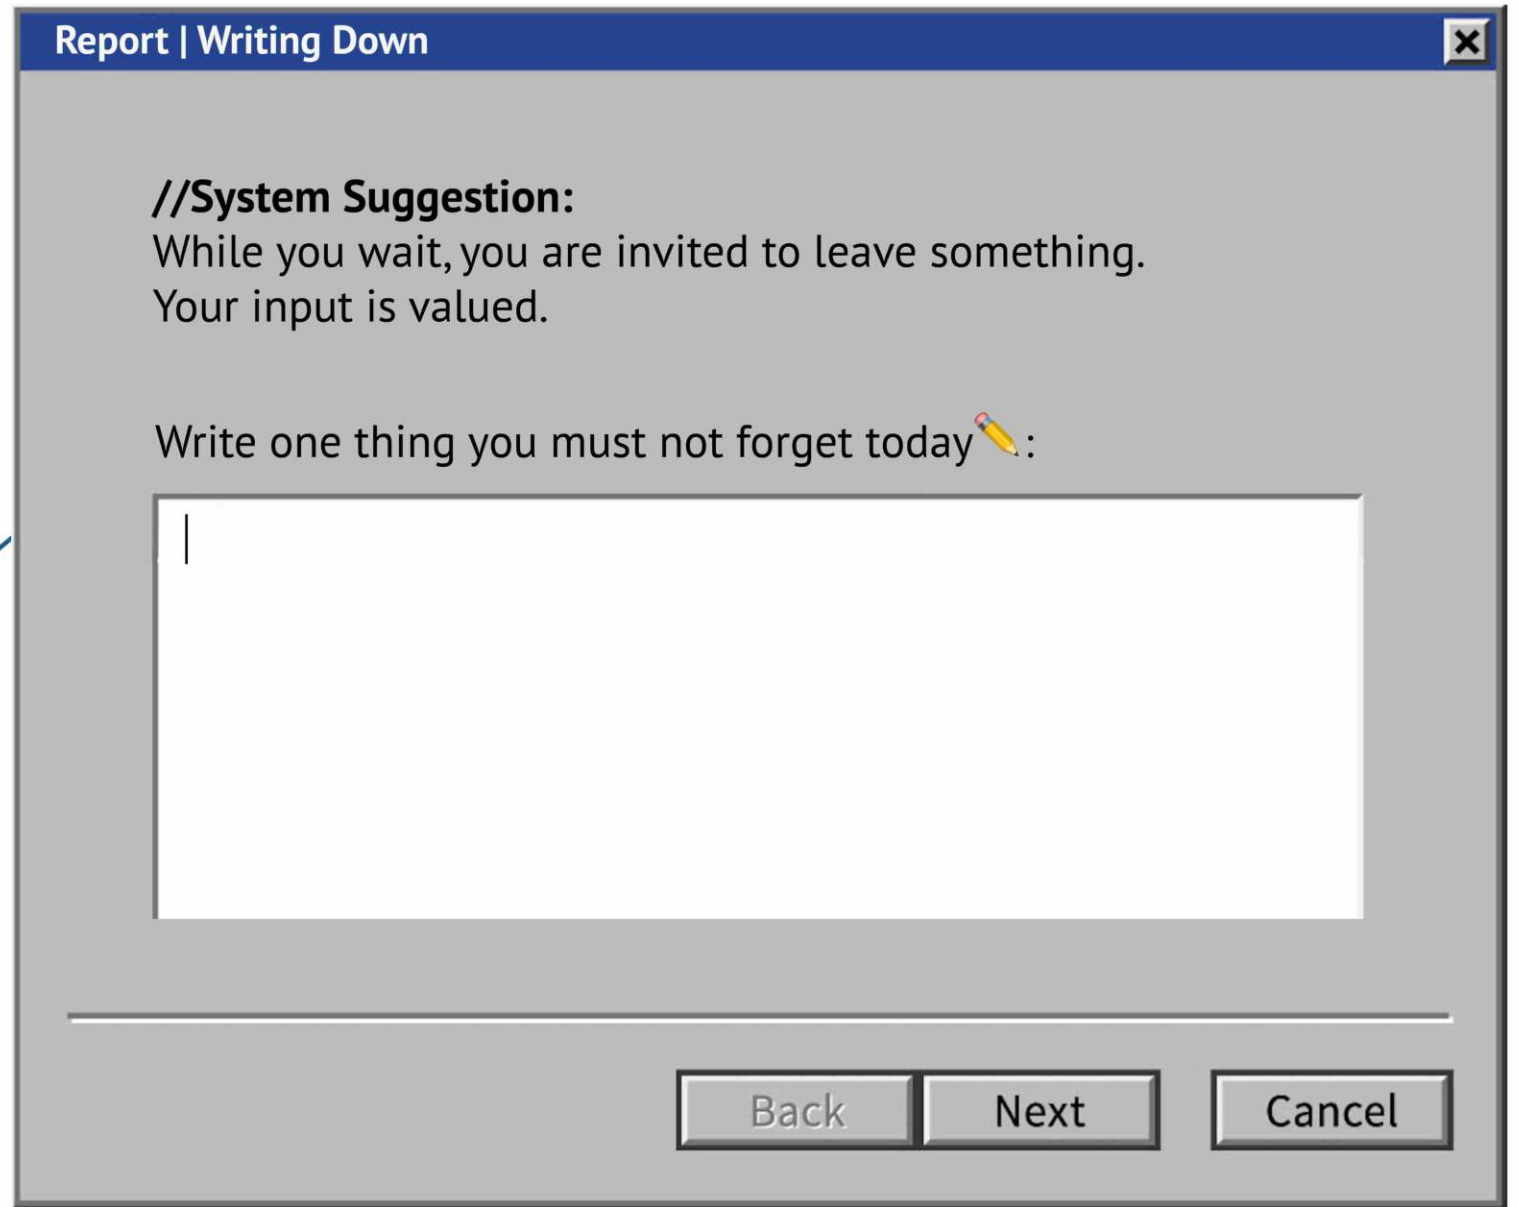 Report | Writing Down
//System Suggestion:
While you wait, you are invited to leave something.
Your input is valued.
Write one thing you must not forget today✏️:
Back
Next
Cancel